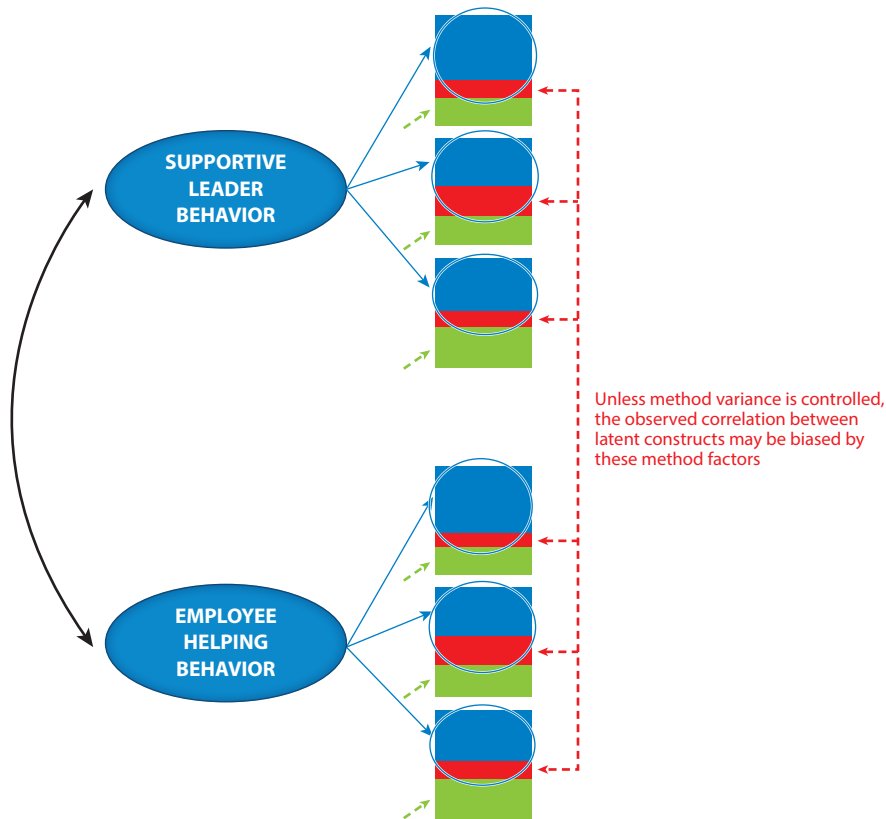 SUPPORTIVE
LEADER
BEHAVIOR
Unless method variance is controlled,
the observed correlation between
latent constructs may be biased by
these method factors
EMPLOYEE
HELPING
BEHAVIOR